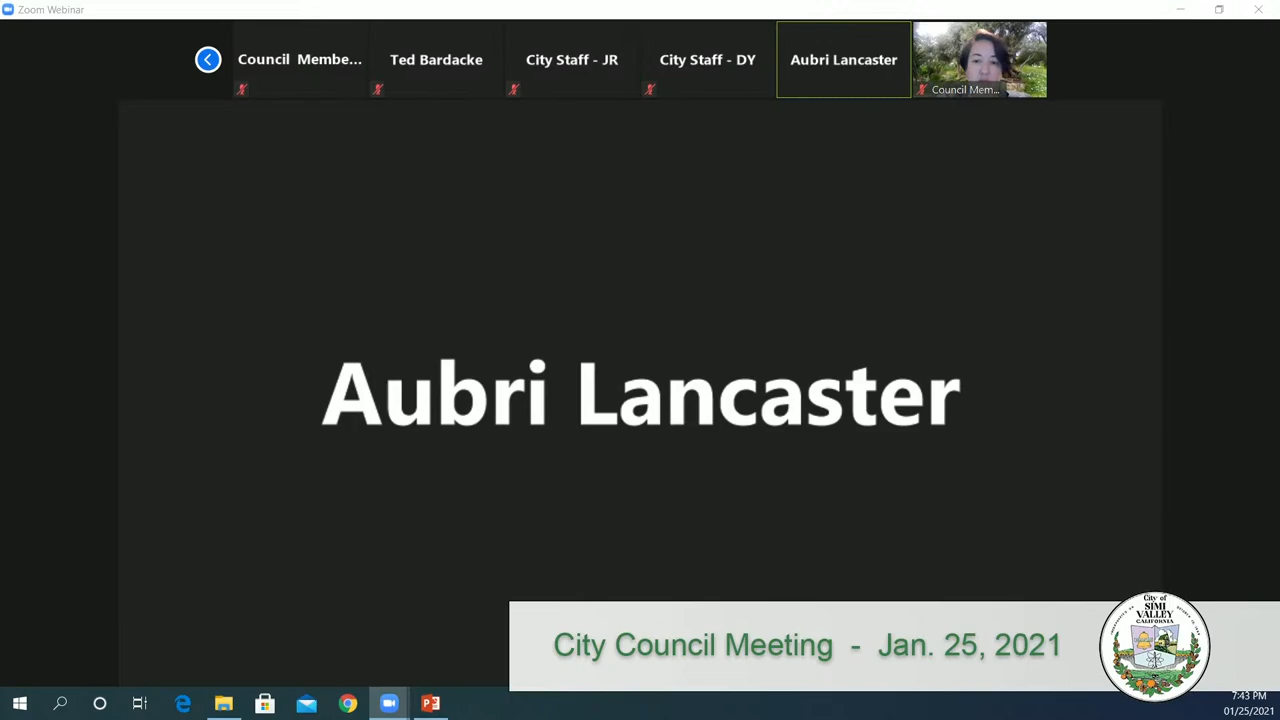 Zoom Webinar
Council Membe...
Ted Bardacke
City Staff - JR
City Staff - DY
Aubri Lancaster
Council Mem...
Aubri Lancaster
City Council Meeting - Jan. 25, 2021
City of
SIMI
VALLEY
CALIFORNIA
7:43 PM
01/25/2021